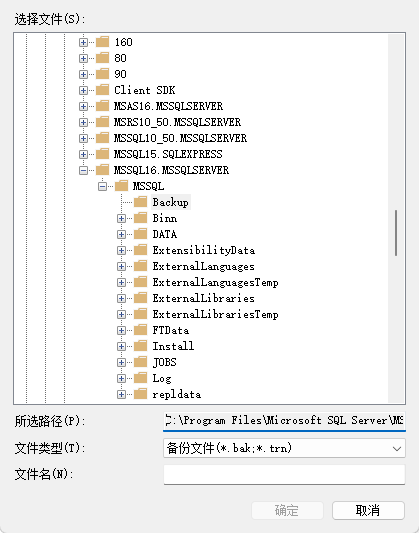 选择文件(S):
160
80
90
Client SDK
MSAS16.MSSQLSERVER
MSRS10_50.MSSQLSERVER
MSSQL10_50.MSSQLSERVER
MSSQL15.SQLEXPRESS
MSSQL16.MSSQLSERVER
MSSQL
Backup
Binn
DATA
ExtensibilityData
ExternalLanguages
ExternalLanguagesTemp
ExternalLibraries
ExternalLibrariesTemp
FTData
Install
JOBS
Log
repldata
所选路径(P): C:\Program Files\Microsoft SQL Server\MS
文件类型(T): 备份文件(*.bak;*.trn)
文件名(N):
确定 取消